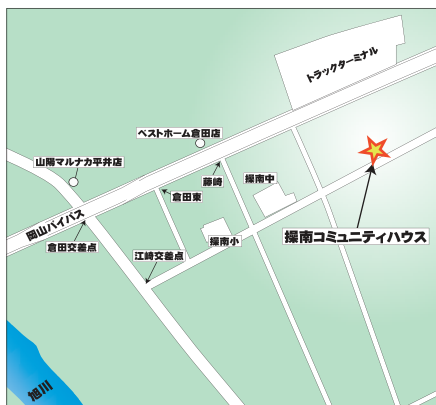 トラックターミナル
ベストホーム倉田店
山陽マルナカ平井店
藤崎
操南中
倉田東
岡山バイパス
操南コミュニティハウス
倉田交差点
操南小
江崎交差点
旭川